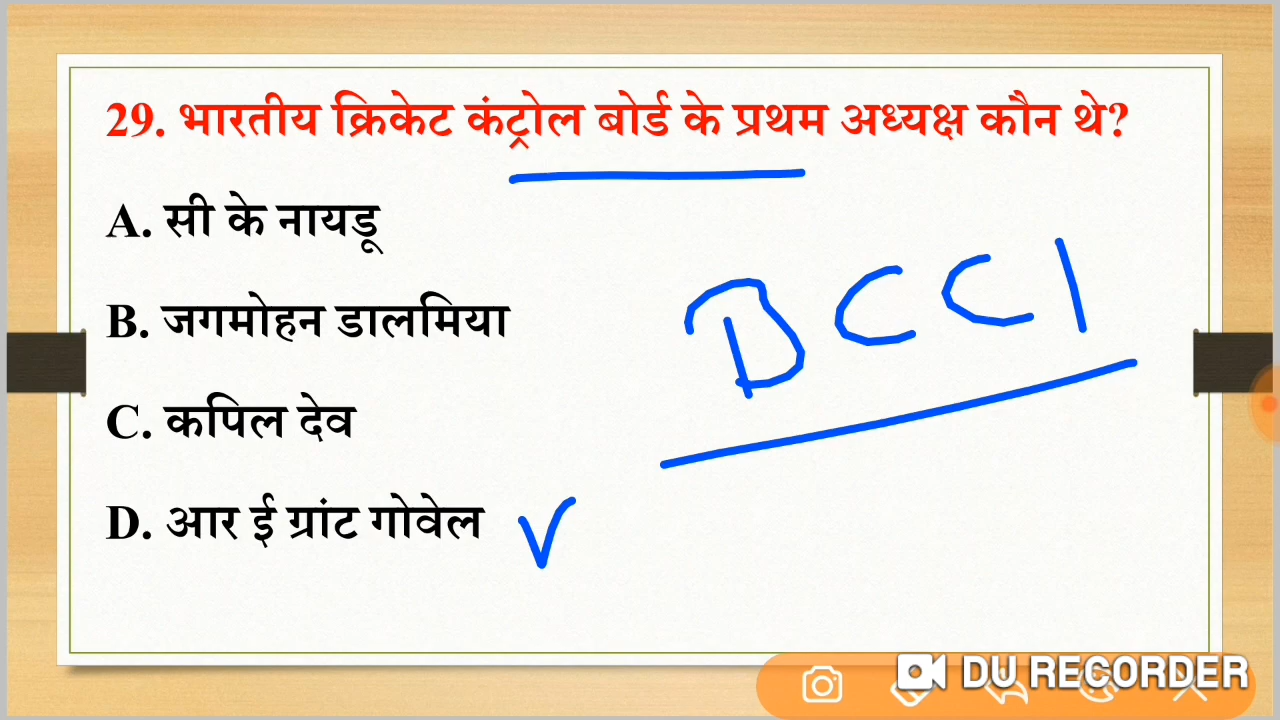 29. भारतीय क्रिकेट कंट्रोल बोर्ड के प्रथम अध्यक्ष कौन थे?
A. सी के नायडू
B. जगमोहन डालमिया
BCCI
C. कपिल देव
D. आर ई ग्रांट गोवेल
DU RECORDER